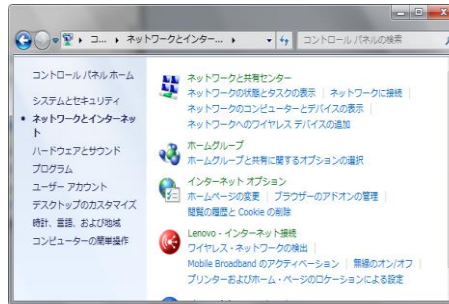 コ... ▸ ネットワークとインター... ▸
コントロール パネルの検索
コントロール パネル ホーム
システムとセキュリティ
ネットワークとインターネッ
ト
ハードウェアとサウンド
プログラム
ユーザー アカウント
デスクトップのカスタマイズ
時計、言語、および地域
コンピューターの簡単操作
ネットワークと共有センター
ネットワークの状態とタスクの表示 | ネットワークに接続 |
ネットワークのコンピューターとデバイスの表示 |
ネットワークへのワイヤレス デバイスの追加
ホームグループ
ホームグループと共有に関するオプションの選択
インターネット オプション
ホームページの変更 | ブラウザーのアドオンの管理 |
閲覧の履歴と Cookie の削除
Lenovo - インターネット接続
ワイヤレス・ネットワークの検出 |
Mobile Broadband のアクティベーション | 無線のオン/オフ |
プリンターおよびホーム・ページのロケーションによる設定